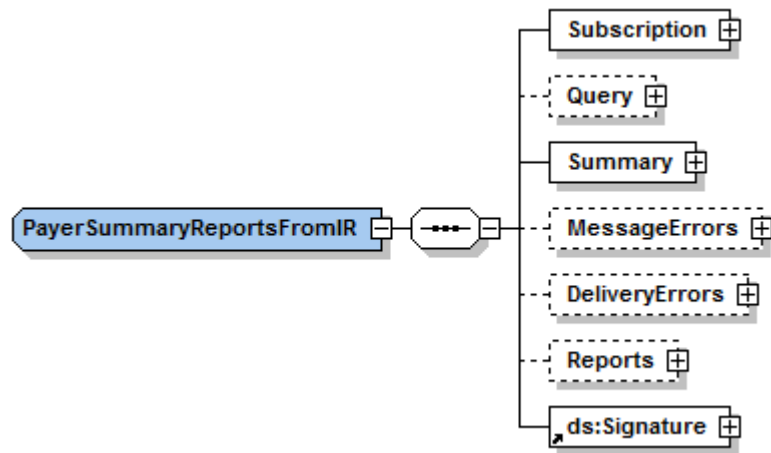 Subscription
Query
Summary
PayerSummaryReportsFromIR
MessageErrors
DeliveryErrors
Reports
ds:Signature